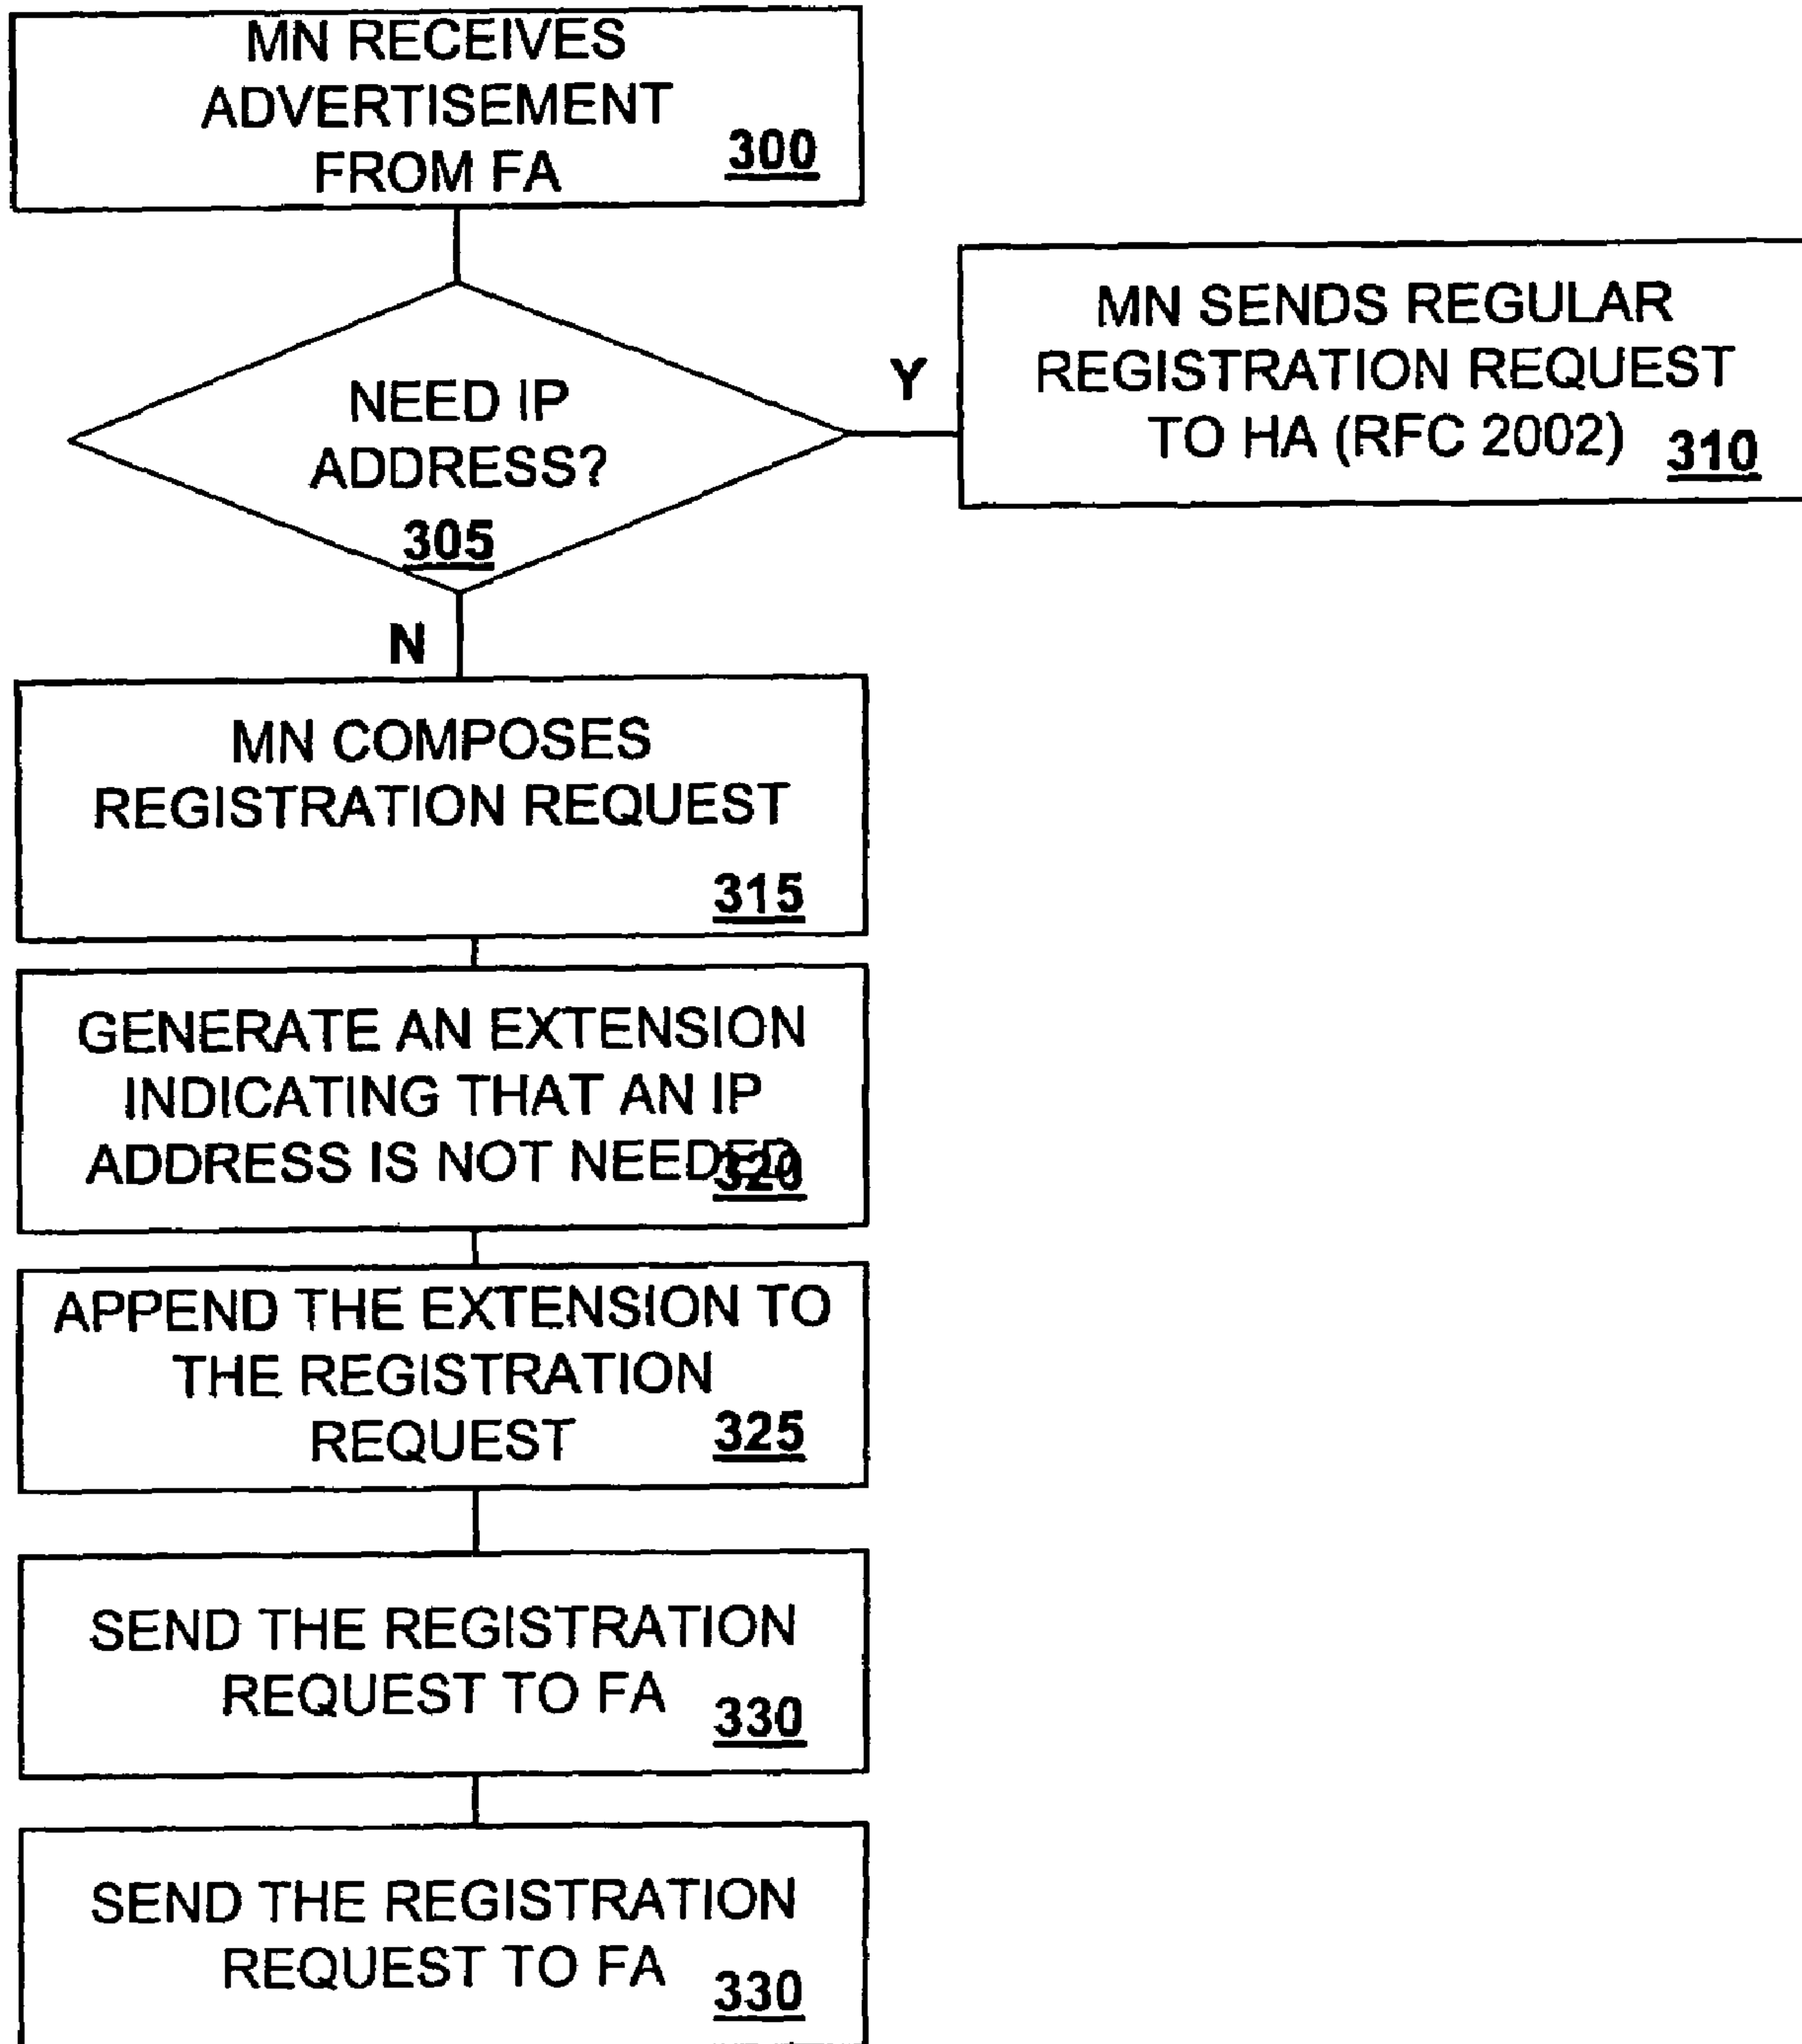 MN RECEIVES
ADVERTISEMENT
FROM FA
300
NEED IP
ADDRESS?
305
Y
MN SENDS REGULAR
REGISTRATION REQUEST
TO HA (RFC 2002)
310
N
MN COMPOSES
REGISTRATION REQUEST
315
GENERATE AN EXTENSION
INDICATING THAT AN IP
ADDRESS IS NOT NEEDED
320
APPEND THE EXTENSION TO
THE REGISTRATION
REQUEST
325
SEND THE REGISTRATION
REQUEST TO FA
330
SEND THE REGISTRATION
REQUEST TO FA
330